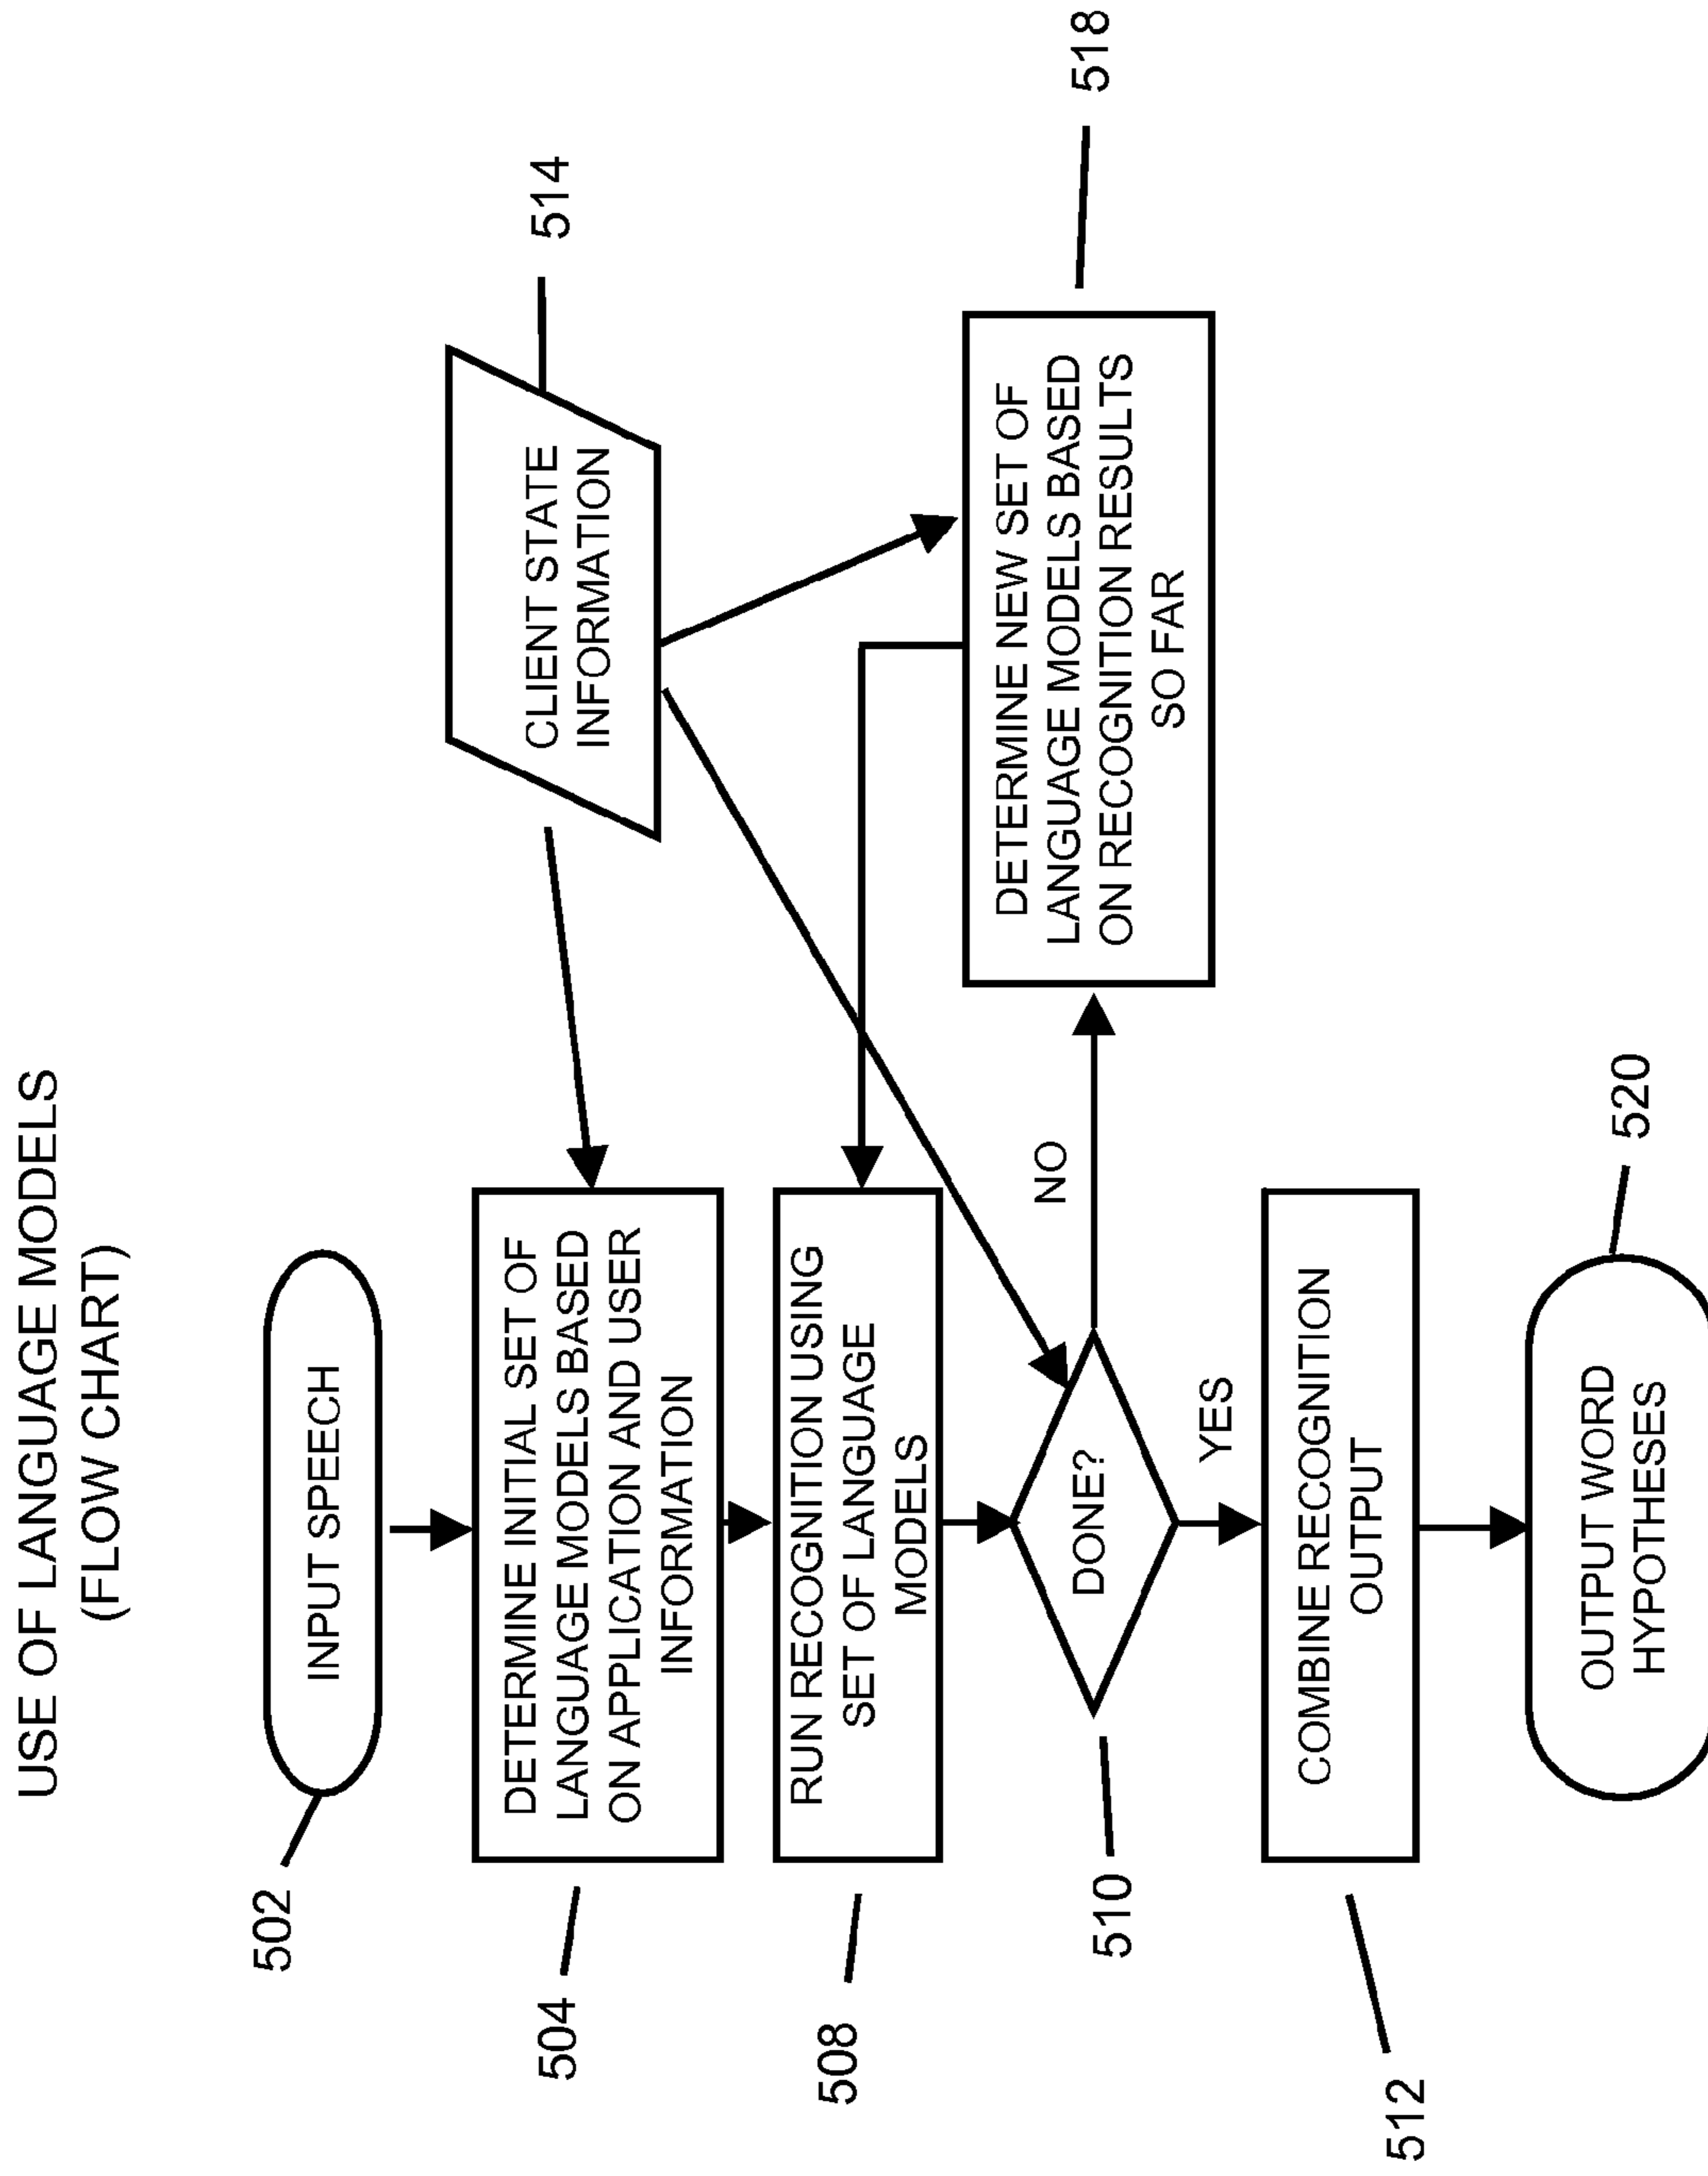 USE OF LANGUAGE MODELS
(FLOW CHART)
502
INPUT SPEECH
504
DETERMINE INITIAL SET OF
LANGUAGE MODELS BASED
ON APPLICATION AND USER
INFORMATION
CLIENT STATE
INFORMATION
514
508
RUN RECOGNITION USING
SET OF LANGUAGE
MODELS
510
DONE?
NO
YES
DETERMINE NEW SET OF
LANGUAGE MODELS BASED
ON RECOGNITION RESULTS
SO FAR
518
512
COMBINE RECOGNITION
OUTPUT
OUTPUT WORD
HYPOTHESES
520